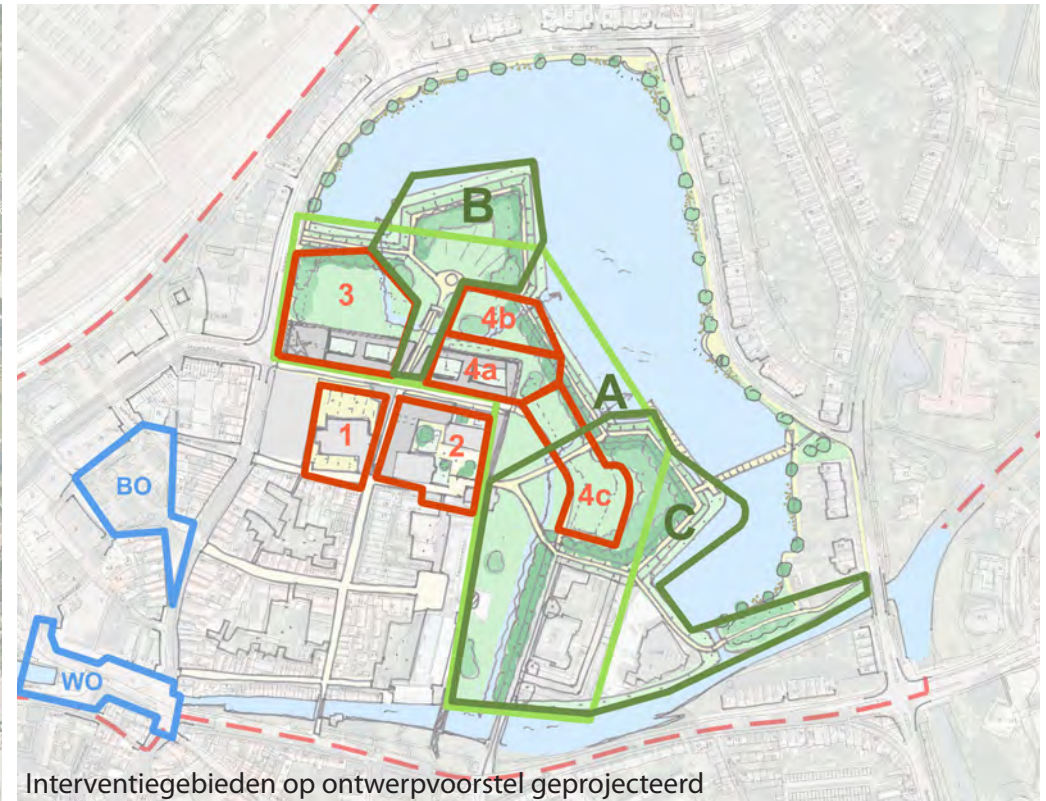 B
3
4b
4a
A
1
2
4c
C
BO
WO
Interventiegebieden op ontwerpvoorstel geprojecteerd